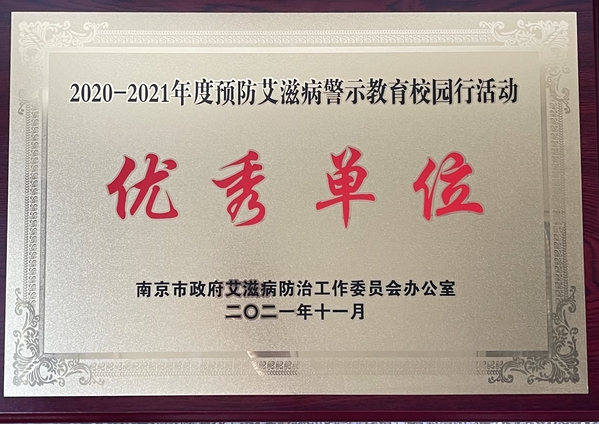 2020-2021年度预防艾滋病警示教育校园行活动
优秀单位
南京市政府艾滋病防治工作委员会办公室
二〇二一年十一月